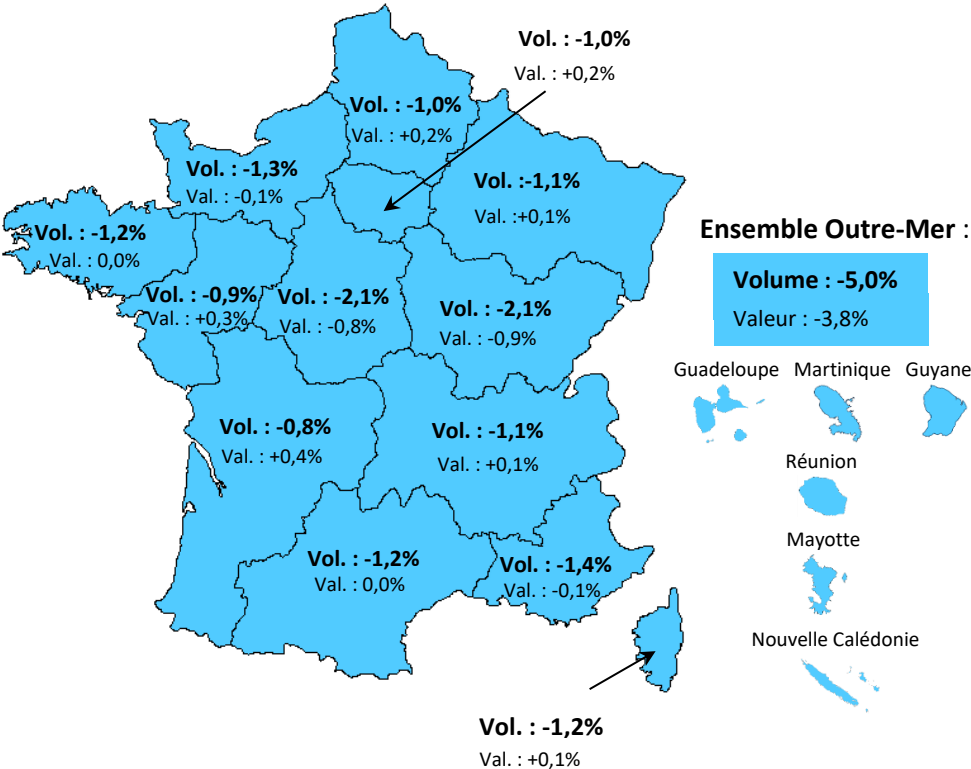 Vol. : -1,0%
Val. : +0,2%
Vol. : -1,0%
Val. : +0,2%
Vol. : -1,3%
Val. : -0,1%
Vol. :-1,1%
Val. :+0,1%
Vol. : -1,2%
Val. : 0,0%
Vol. : -0,9%
Val. : +0,3%
Vol. : -2,1%
Val. : -0,8%
Vol. : -2,1%
Val. : -0,9%
Vol. : -0,8%
Val. : +0,4%
Vol. : -1,1%
Val. : +0,1%
Vol. : -1,2%
Val. : 0,0%
Vol. : -1,4%
Val. : -0,1%
Vol. : -1,2%
Val. : +0,1%
Ensemble Outre-Mer :
Volume : -5,0%
Valeur : -3,8%
Guadeloupe Martinique Guyane
Réunion
Mayotte
Nouvelle Calédonie